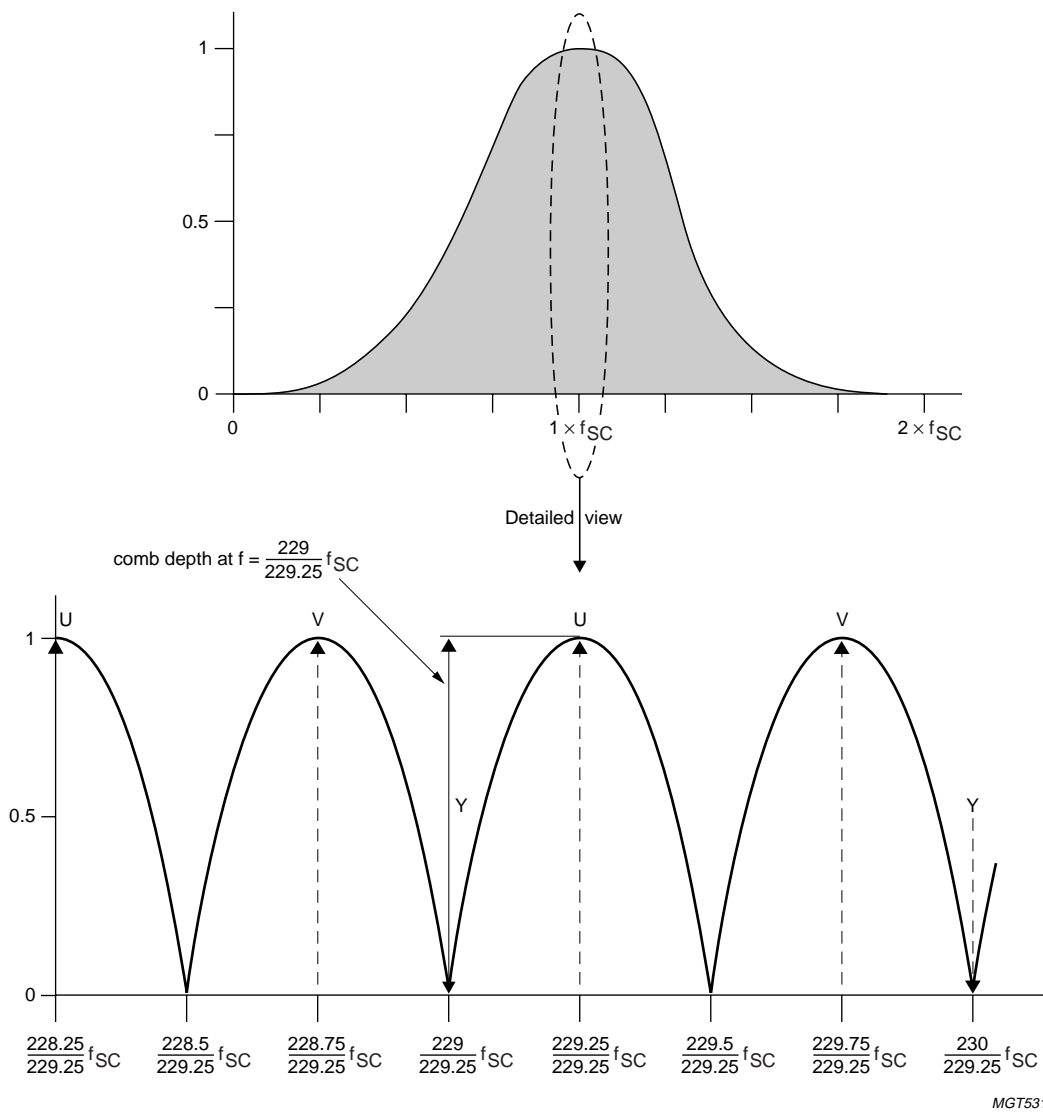 1
0.5
0
0
1 × fSC
2 × fSC
Detailed view
comb depth at f = 229/229.25 fSC
U
V
U
V
1
Y
Y
0.5
0
228.25/229.25 fSC
228.5/229.25 fSC
228.75/229.25 fSC
229/229.25 fSC
229.25/229.25 fSC
229.5/229.25 fSC
229.75/229.25 fSC
230/229.25 fSC
MGT531